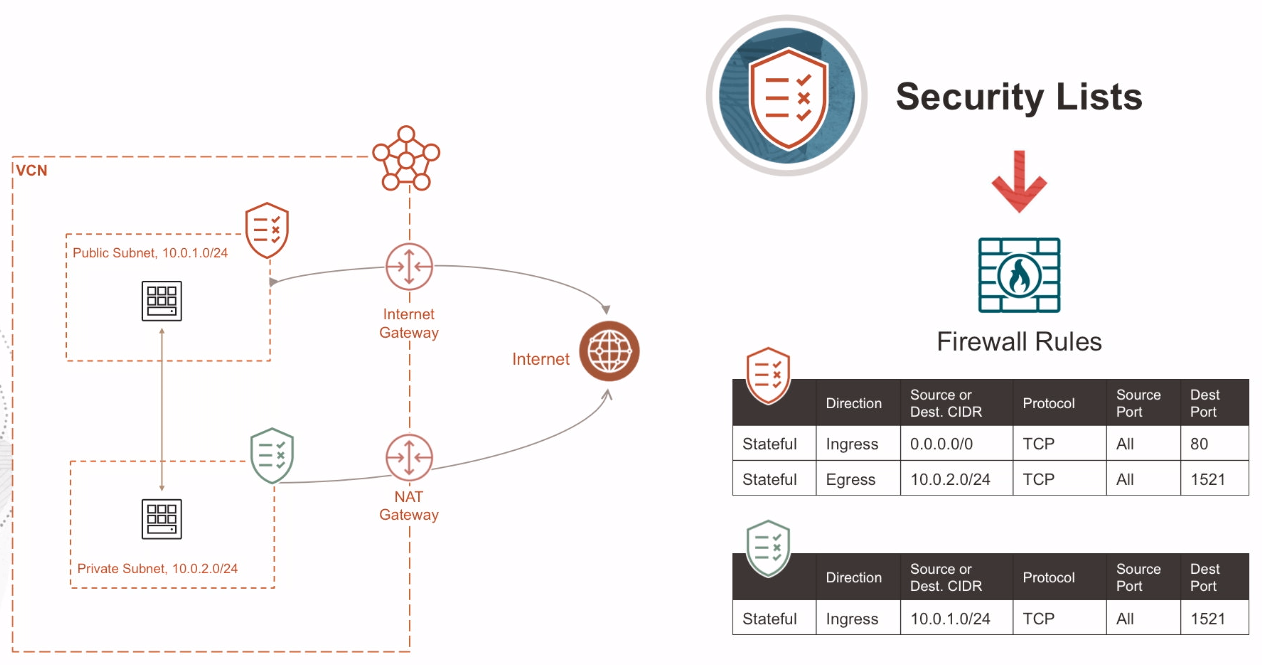 VCN
Public Subnet, 10.0.1.0/24
Internet
Gateway
Internet
NAT
Gateway
Private Subnet, 10.0.2.0/24
Security Lists
Firewall Rules
Direction Source or Dest. CIDR Protocol Source Port Dest Port
Stateful Ingress 0.0.0.0/0 TCP All 80
Stateful Egress 10.0.2.0/24 TCP All 1521
Direction Source or Dest. CIDR Protocol Source Port Dest Port
Stateful Ingress 10.0.1.0/24 TCP All 1521